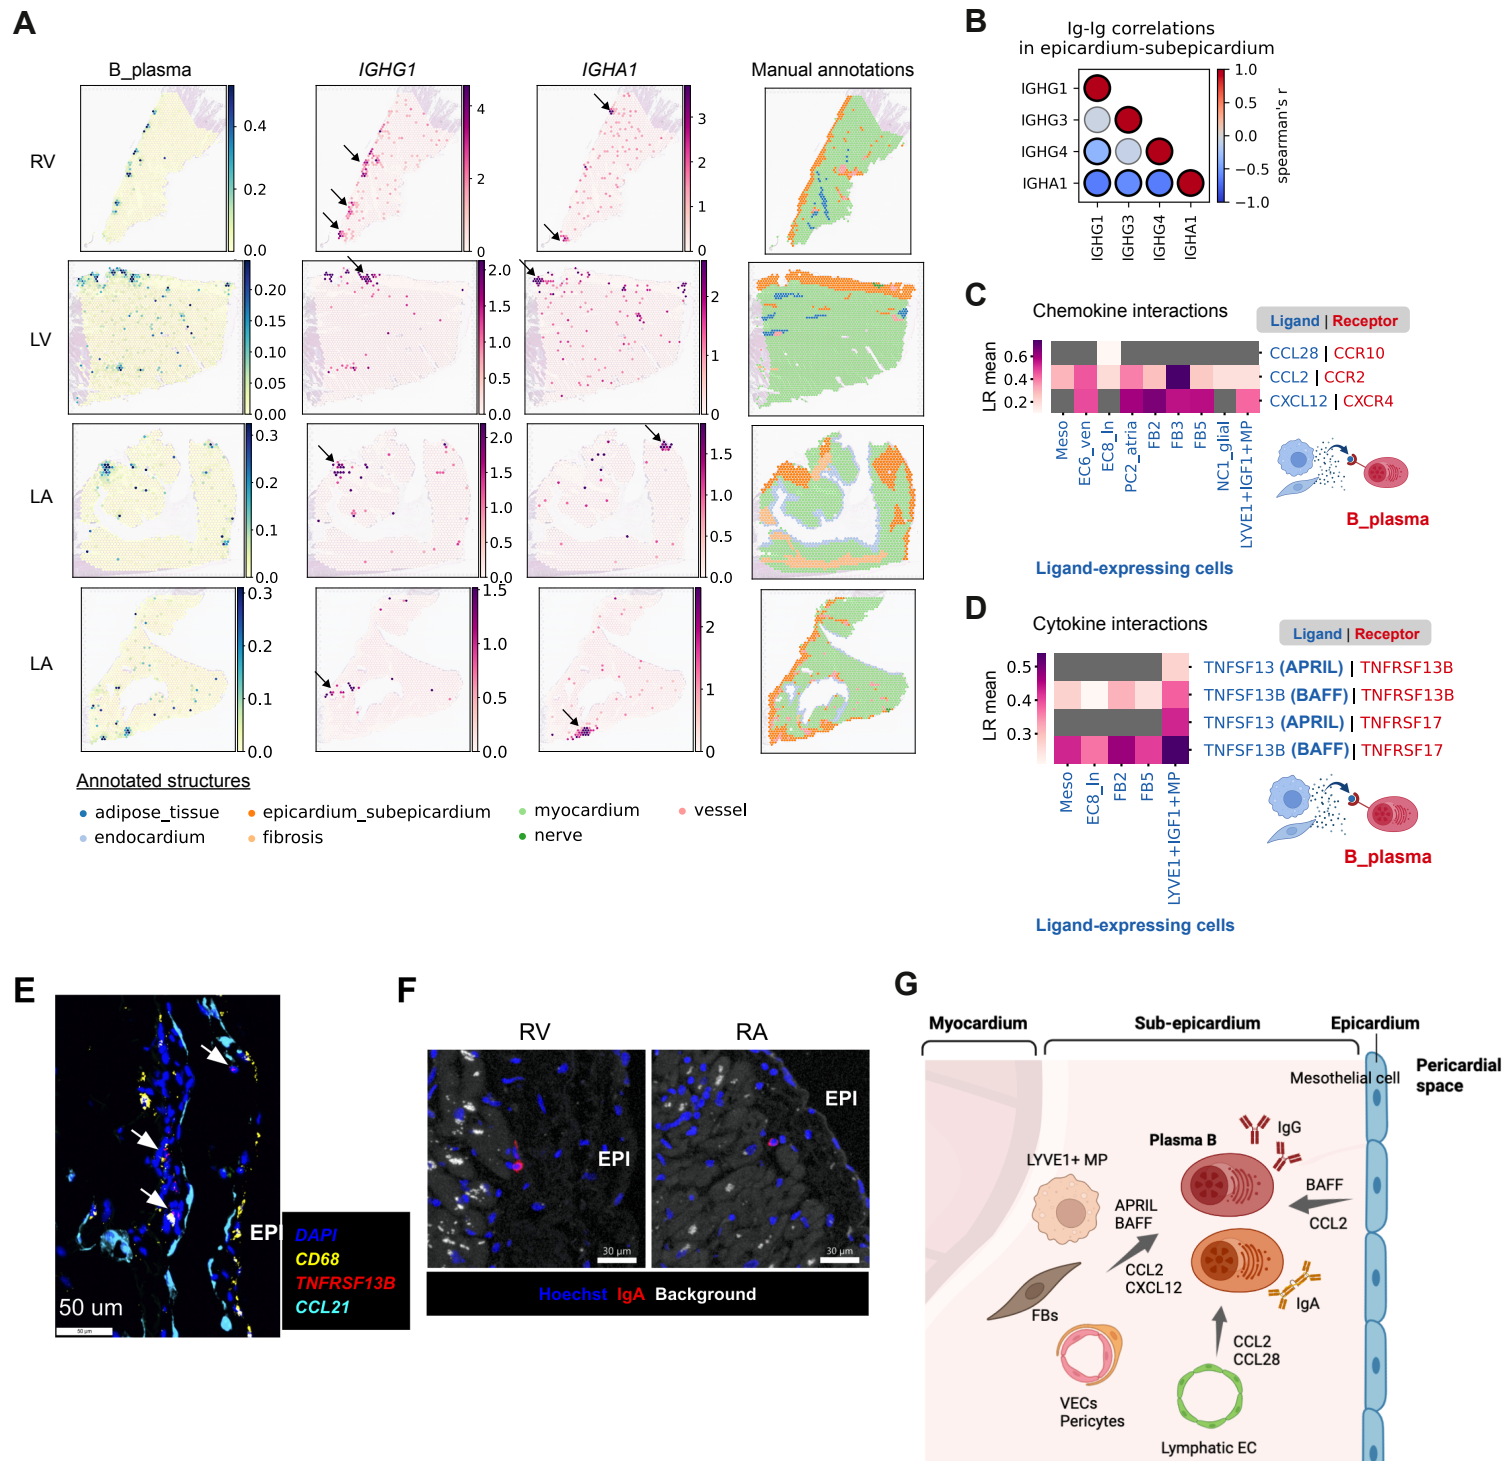 A
B_plasma
IGHG1
IGHA1
Manual annotations
RV
0.4
0.2
0.0
4
2
0
3
2
1
0
LV
0.20
0.15
0.10
0.05
0.00
2.0
1.5
1.0
0.5
0.0
2
1
0
LA
0.3
0.2
0.1
0.0
2.0
1.5
1.0
0.5
0.0
1.5
1.0
0.5
0.0
LA
0.3
0.2
0.1
0.0
1.5
1.0
0.5
0.0
2
1
0
Annotated structures
adipose_tissue
epicardium_subepicardium
myocardium
vessel
endocardium
fibrosis
nerve
B
Ig-Ig correlations
in epicardium-subepicardium
IGHG1
IGHG3
IGHG4
IGHA1
IGHG1
IGHG3
IGHG4
IGHA1
1.0
0.5
0.0
−0.5
−1.0
spearman's r
C
Chemokine interactions
Ligand | Receptor
LR mean
0.6
0.4
0.2
CCL28 | CCR10
CCL2 | CCR2
CXCL12 | CXCR4
Meso
EC6_ven
EC8_ln
PC2_atria
FB2
FB3
FB5
NC1_glial
LYVE1+IGF1+MP
B_plasma
Ligand-expressing cells
D
Cytokine interactions
Ligand | Receptor
LR mean
0.5
0.4
0.3
TNFSF13 (APRIL) | TNFRSF13B
TNFSF13B (BAFF) | TNFRSF13B
TNFSF13 (APRIL) | TNFRSF17
TNFSF13B (BAFF) | TNFRSF17
Meso
EC8_ln
FB2
FB5
LYVE1+IGF1+MP
B_plasma
Ligand-expressing cells
E
EPI
50 um
50 µm
DAPI
CD68
TNFRSF13B
CCL21
F
RV
RA
EPI
EPI
30 µm
30 µm
Hoechst IgA Background
G
Myocardium
Sub-epicardium
Epicardium
Pericardial
space
Mesothelial cell
IgG
Plasma B
LYVE1+ MP
BAFF
CCL2
APRIL
BAFF
CCL2
CXCL12
FBs
IgA
CCL2
CCL28
VECs
Pericytes
Lymphatic EC